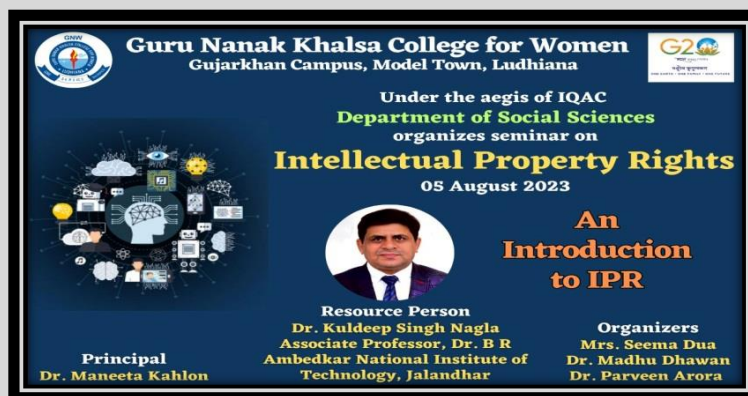 GNW
Guru Nanak Khalsa College for Women
Gujarkhan Campus, Model Town, Ludhiana
G20
Under the aegis of IQAC
Department of Social Sciences
organizes seminar on
Intellectual Property Rights
05 August 2023
An
Introduction
to IPR
Resource Person
Dr. Kuldeep Singh Nagla
Associate Professor, Dr. B R
Ambedkar National Institute of
Technology, Jalandhar
Principal
Dr. Maneeta Kahlon
Organizers
Mrs. Seema Dua
Dr. Madhu Dhawan
Dr. Parveen Arora